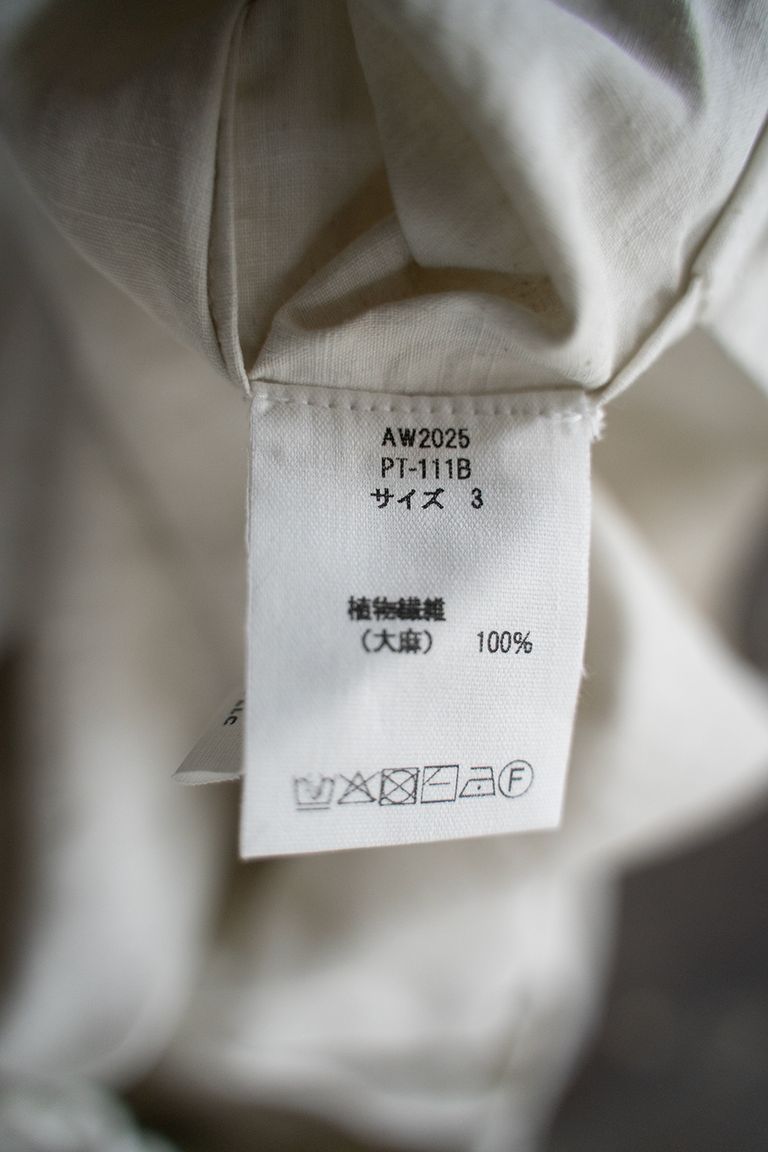 AW2025
PT-111B
サイズ 3
植物繊維
（大麻） 100%
F